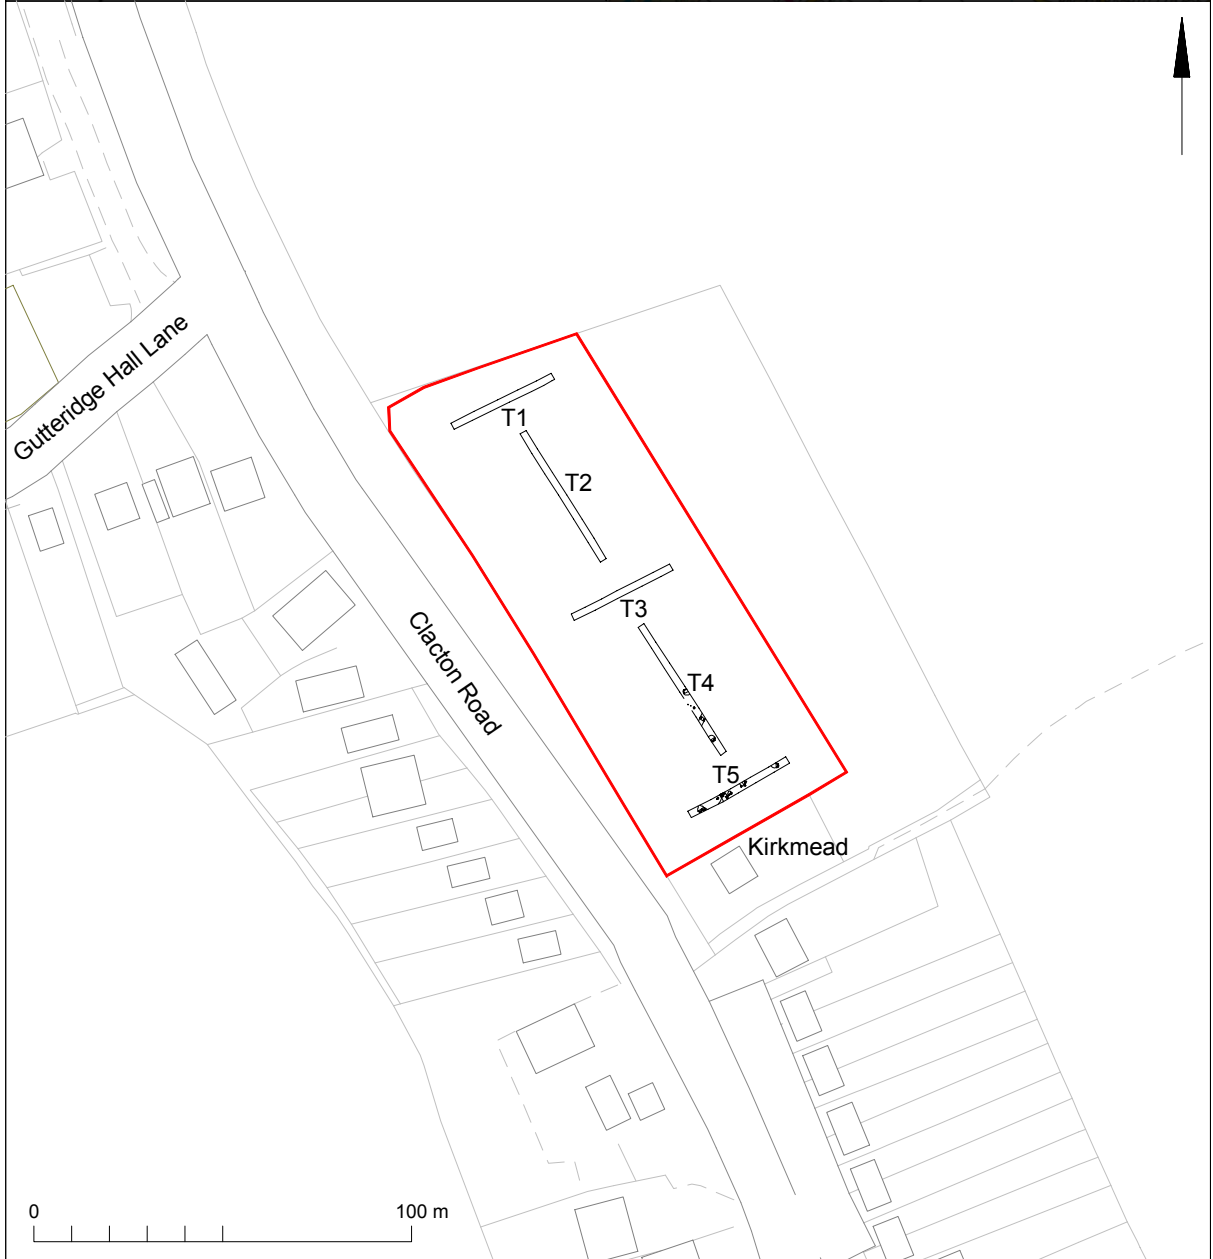 Gutteridge Hall Lane
T1
T2
T3
Clacton Road
T4
T5
Kirkmead
0
100 m